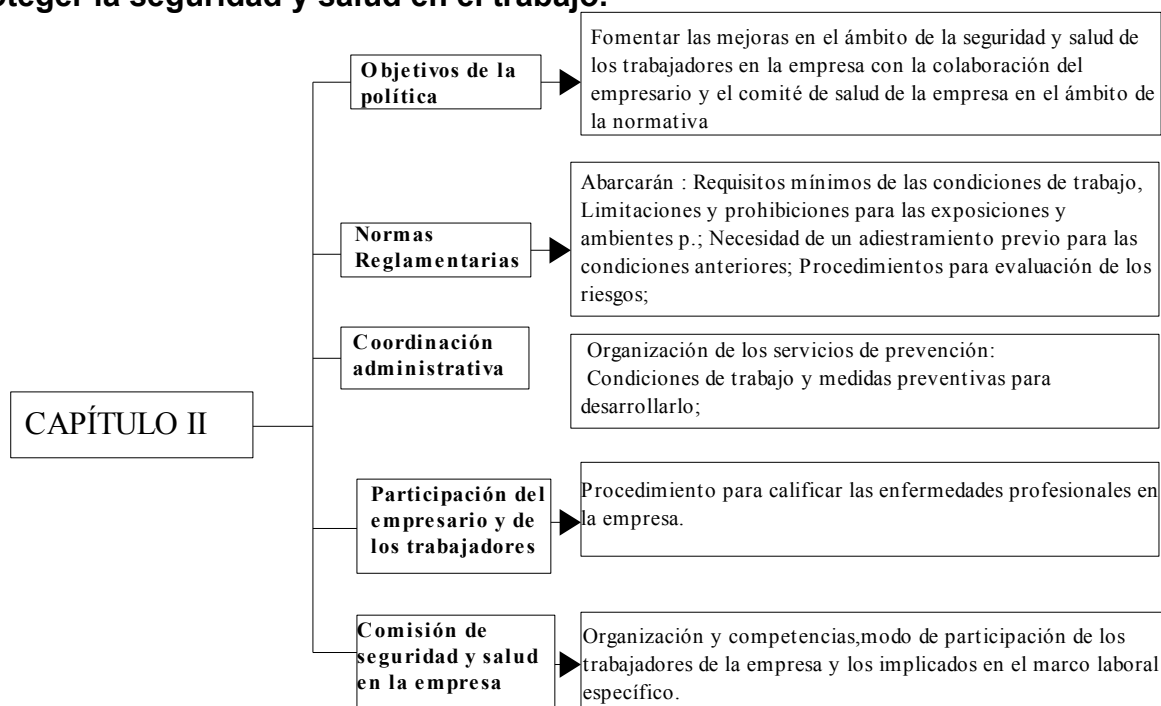 oteger la seguridad y salud en el trabajo.
Objetivos de la
política
Fomentar las mejoras en el ámbito de la seguridad y salud de
los trabajadores en la empresa con la colaboración del
empresario y el comité de salud de la empresa en el ámbito de
la normativa
Normas
Reglamentarias
Abarcarán : Requisitos mínimos de las condiciones de trabajo,
Limitaciones y prohibiciones para las exposiciones y
ambientes p.; Necesidad de un adiestramiento previo para las
condiciones anteriores; Procedimientos para evaluación de los
riesgos;
Coordinación
administrativa
Organización de los servicios de prevención:
Condiciones de trabajo y medidas preventivas para
desarrollarlo;
CAPÍTULO II
Participación del
empresario y de
los trabajadores
Procedimiento para calificar las enfermedades profesionales en
la empresa.
Comisión de
seguridad y salud
en la empresa
Organización y competencias,modo de participación de los
trabajadores de la empresa y los implicados en el marco laboral
específico.